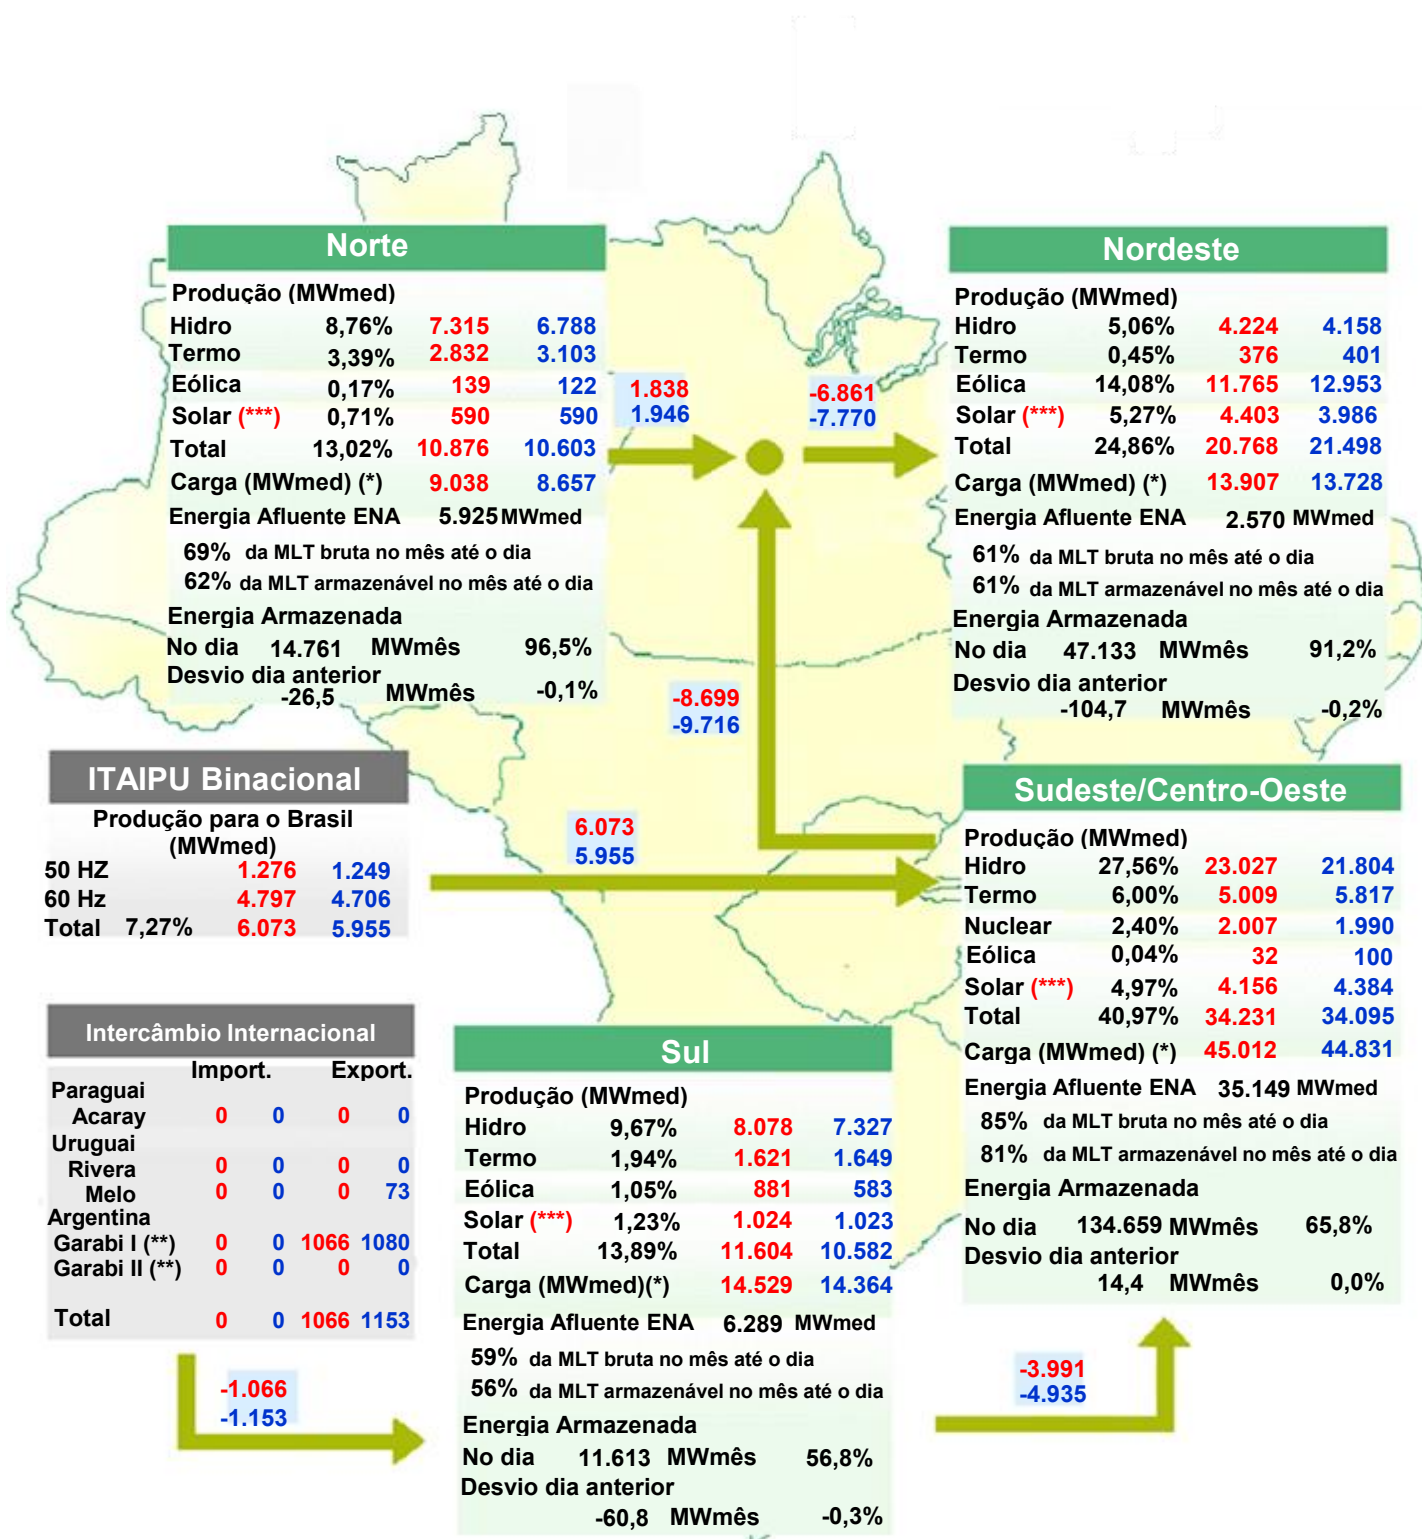 Norte
Produção (MWmed)
Hidro 8,76% 7.315 6.788
Termo 3,39% 2.832 3.103
Eólica 0,17% 139 122
Solar (***) 0,71% 590 590
Total 13,02% 10.876 10.603
Carga (MWmed) (*) 9.038 8.657
Energia Afluente ENA 5.925 MWmed
69% da MLT bruta no mês até o dia
62% da MLT armazenável no mês até o dia
Energia Armazenada
No dia 14.761 MWmês 96,5%
Desvio dia anterior
-26,5 MWmês -0,1%
1.838
1.946
-6.861
-7.770
Nordeste
Produção (MWmed)
Hidro 5,06% 4.224 4.158
Termo 0,45% 376 401
Eólica 14,08% 11.765 12.953
Solar (***) 5,27% 4.403 3.986
Total 24,86% 20.768 21.498
Carga (MWmed) (*) 13.907 13.728
Energia Afluente ENA 2.570 MWmed
61% da MLT bruta no mês até o dia
61% da MLT armazenável no mês até o dia
Energia Armazenada
No dia 47.133 MWmês 91,2%
Desvio dia anterior
-104,7 MWmês -0,2%
-8.699
-9.716
ITAIPU Binacional
Produção para o Brasil
(MWmed)
50 HZ 1.276 1.249
60 Hz 4.797 4.706
Total 7,27% 6.073 5.955
6.073
5.955
Sudeste/Centro-Oeste
Produção (MWmed)
Hidro 27,56% 23.027 21.804
Termo 6,00% 5.009 5.817
Nuclear 2,40% 2.007 1.990
Eólica 0,04% 32 100
Solar (***) 4,97% 4.156 4.384
Total 40,97% 34.231 34.095
Carga (MWmed) (*) 45.012 44.831
Energia Afluente ENA 35.149 MWmed
85% da MLT bruta no mês até o dia
81% da MLT armazenável no mês até o dia
Energia Armazenada
No dia 134.659 MWmês 65,8%
Desvio dia anterior
14,4 MWmês 0,0%
Intercâmbio Internacional
Import. Export.
Paraguai
Acaray 0 0 0 0
Uruguai
Rivera 0 0 0 0
Melo 0 0 0 73
Argentina
Garabi I (**) 0 0 1066 1080
Garabi II (**) 0 0 0 0
Total 0 0 1066 1153
-1.066
-1.153
Sul
Produção (MWmed)
Hidro 9,67% 8.078 7.327
Termo 1,94% 1.621 1.649
Eólica 1,05% 881 583
Solar (***) 1,23% 1.024 1.023
Total 13,89% 11.604 10.582
Carga (MWmed)(*) 14.529 14.364
Energia Afluente ENA 6.289 MWmed
59% da MLT bruta no mês até o dia
56% da MLT armazenável no mês até o dia
Energia Armazenada
No dia 11.613 MWmês 56,8%
Desvio dia anterior
-60,8 MWmês -0,3%
-3.991
-4.935